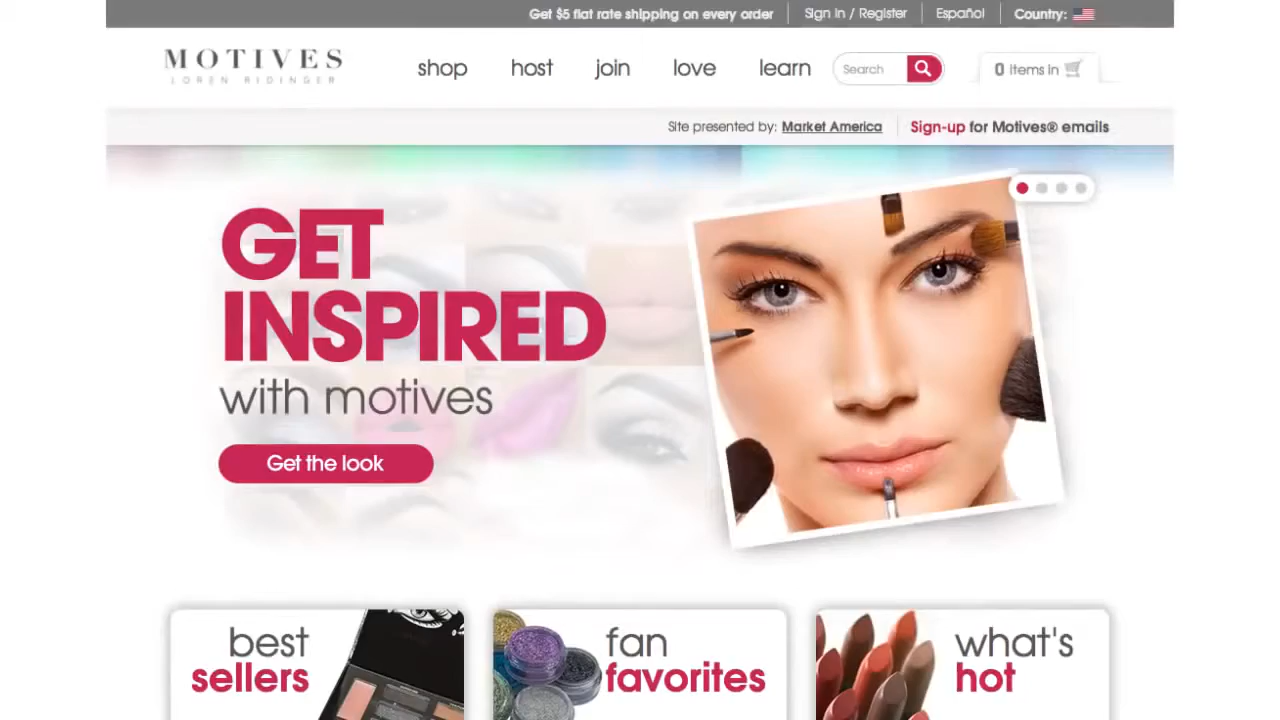 Get $5 flat rate shipping on every order
Sign In / Register
Español
Country:
MOTIVES
LOREN RIDINGER
shop
host
join
love
learn
Search
0 items in
Site presented by: Market America
Sign-up for Motives® emails
GET
INSPIRED
with motives
Get the look
best
sellers
fan
favorites
what's
hot